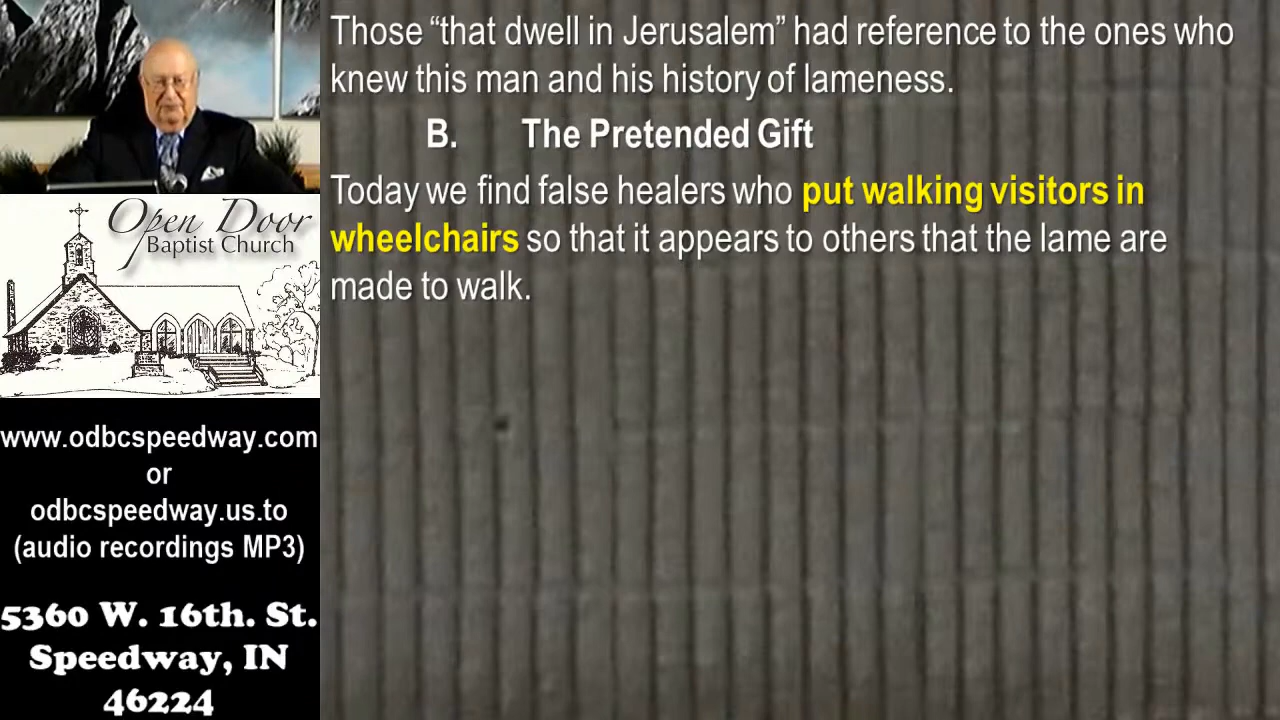 Those “that dwell in Jerusalem” had reference to the ones who
knew this man and his history of lameness.
B. The Pretended Gift
Today we find false healers who put walking visitors in
wheelchairs so that it appears to others that the lame are
made to walk.
Open Door
Baptist Church
www.odbcspeedway.com
or
odbcspeedway.us.to
(audio recordings MP3)
5360 W. 16th. St.
Speedway, IN
46224